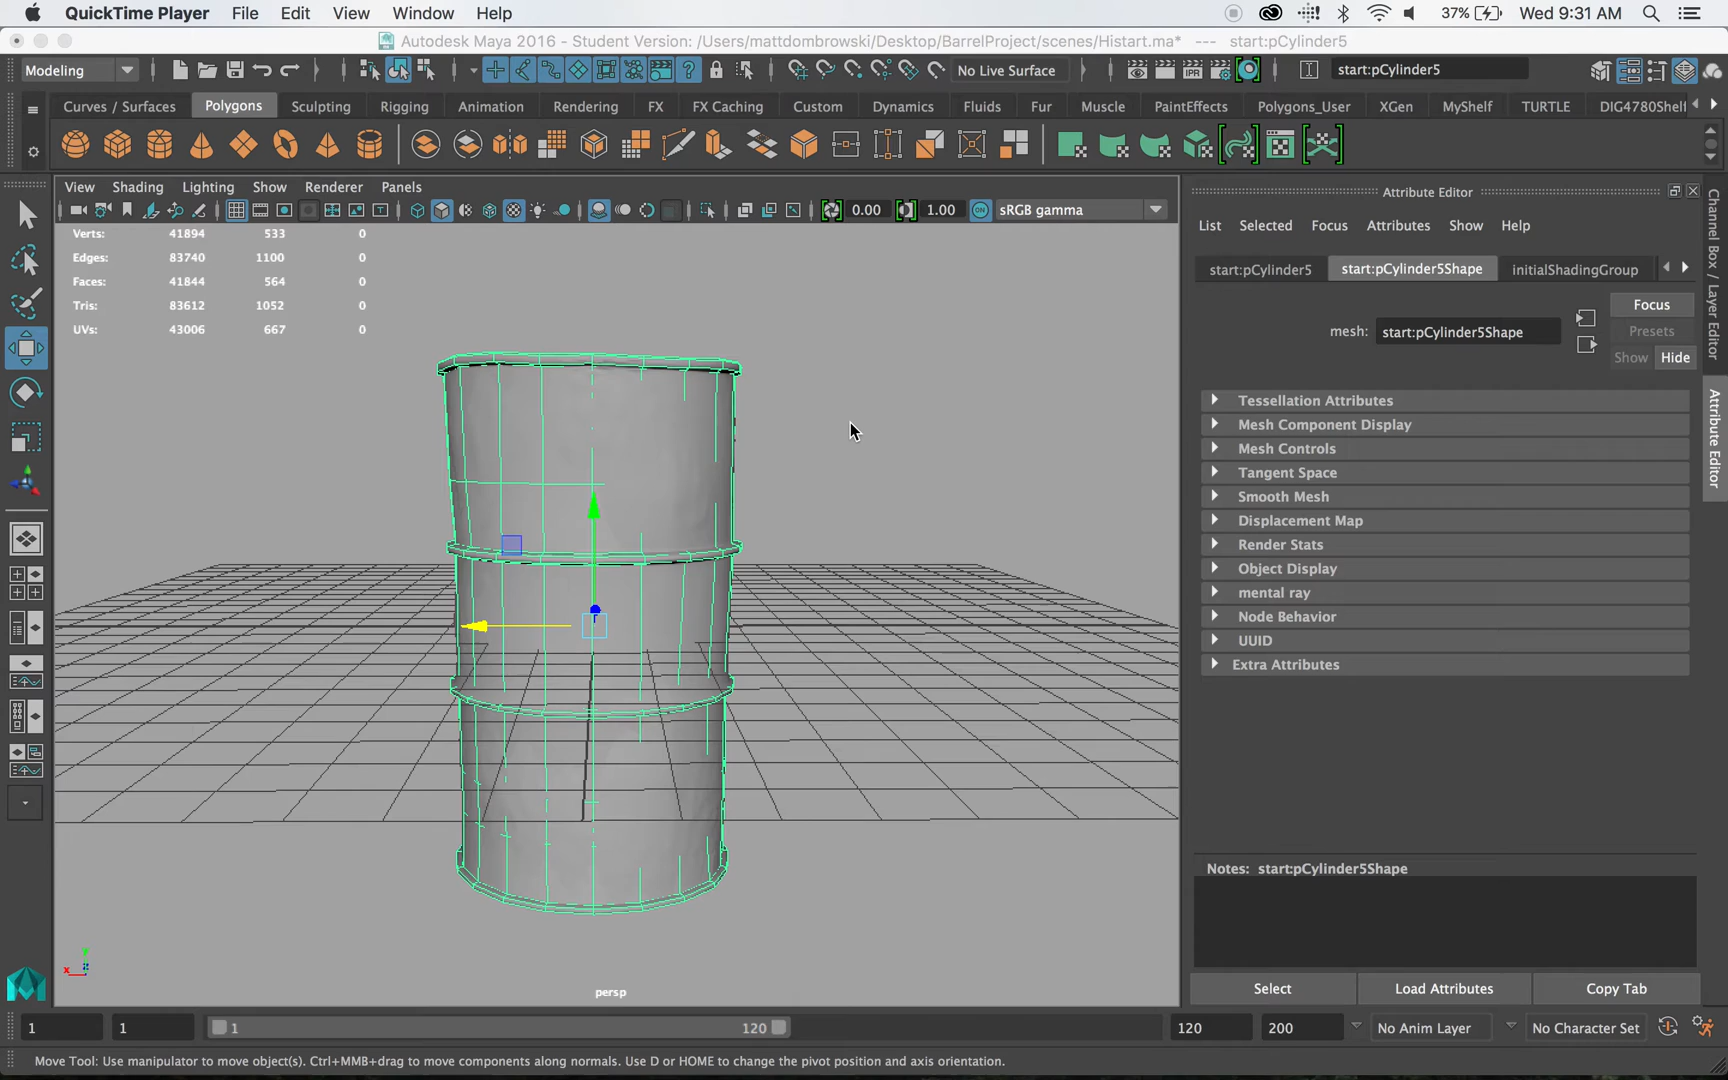 QuickTime Player File Edit View Window Help 37% Wed 9:31 AM
Autodesk Maya 2016 - Student Version: /Users/mattdombrowski/Desktop/BarrelProject/scenes/Histart.ma* --- start:pCylinder5
Modeling No Live Surface start:pCylinder5
Curves / Surfaces Polygons Sculpting Rigging Animation Rendering FX FX Caching Custom Dynamics Fluids Fur Muscle PaintEffects Polygons_User XGen MyShelf TURTLE DIG4780Shelf
IPR
View Shading Lighting Show Renderer Panels
0.00 1.00 ON sRGB gamma
Verts: 41894 533 0
Edges: 83740 1100 0
Faces: 41844 564 0
Tris: 83612 1052 0
UVs: 43006 667 0
persp
y
x
z
Attribute Editor
List Selected Focus Attributes Show Help
start:pCylinder5 start:pCylinder5Shape initialShadingGroup
mesh: start:pCylinder5Shape
Focus
Presets
Show Hide
Tessellation Attributes
Mesh Component Display
Mesh Controls
Tangent Space
Smooth Mesh
Displacement Map
Render Stats
Object Display
mental ray
Node Behavior
UUID
Extra Attributes
Notes: start:pCylinder5Shape
Select Load Attributes Copy Tab
Channel Box / Layer Editor
Attribute Editor
1 1 1 120 120 200 No Anim Layer No Character Set
Move Tool: Use manipulator to move object(s). Ctrl+MMB+drag to move components along normals. Use D or HOME to change the pivot position and axis orientation.